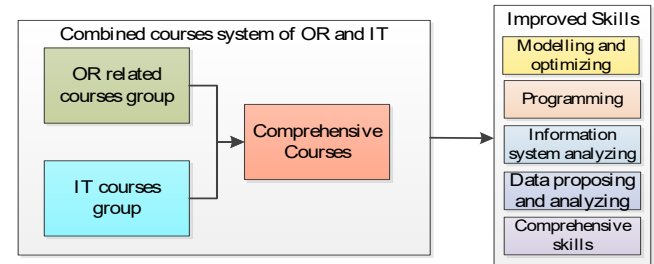 Combined courses system of OR and IT
OR related
courses group
IT courses
group
Comprehensive
Courses
Improved Skills
Modelling and
optimizing
Programming
Information
system analyzing
Data proposing
and analyzing
Comprehensive
skills